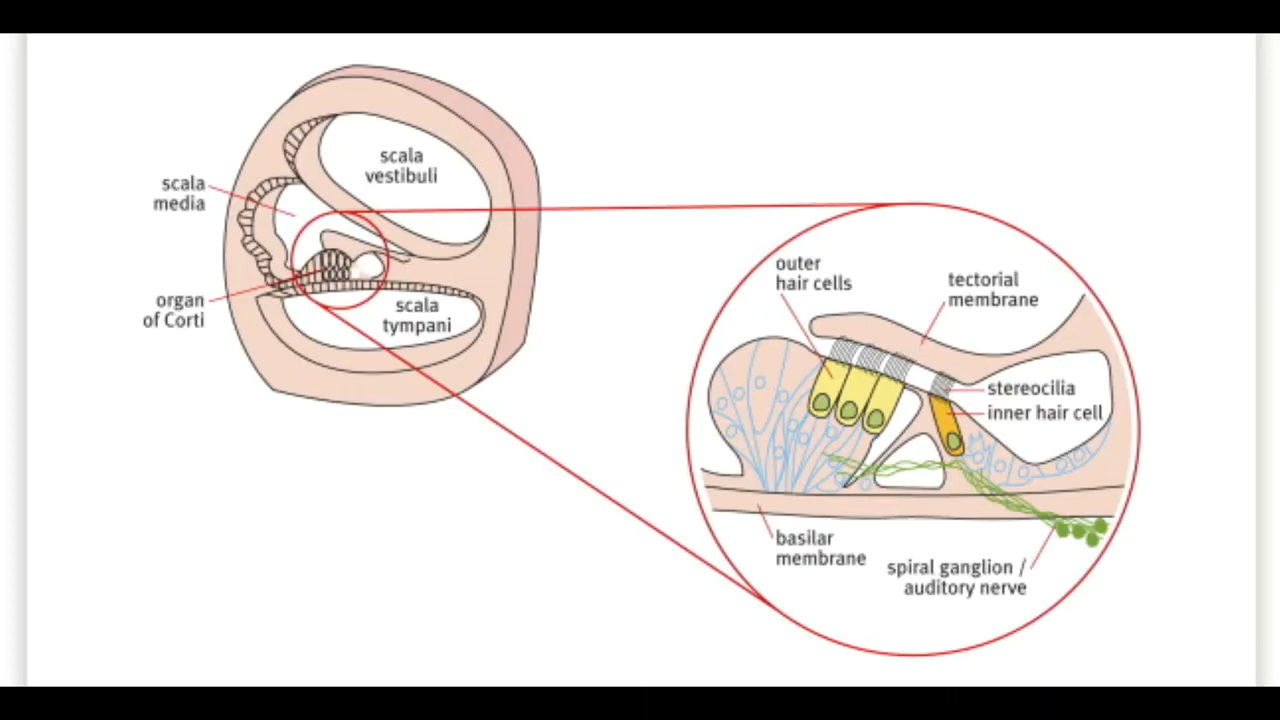 scala
vestibuli
scala
media
organ
of Corti
scala
tympani
outer
hair cells
tectorial
membrane
stereocilia
inner hair cell
basilar
membrane
spiral ganglion /
auditory nerve